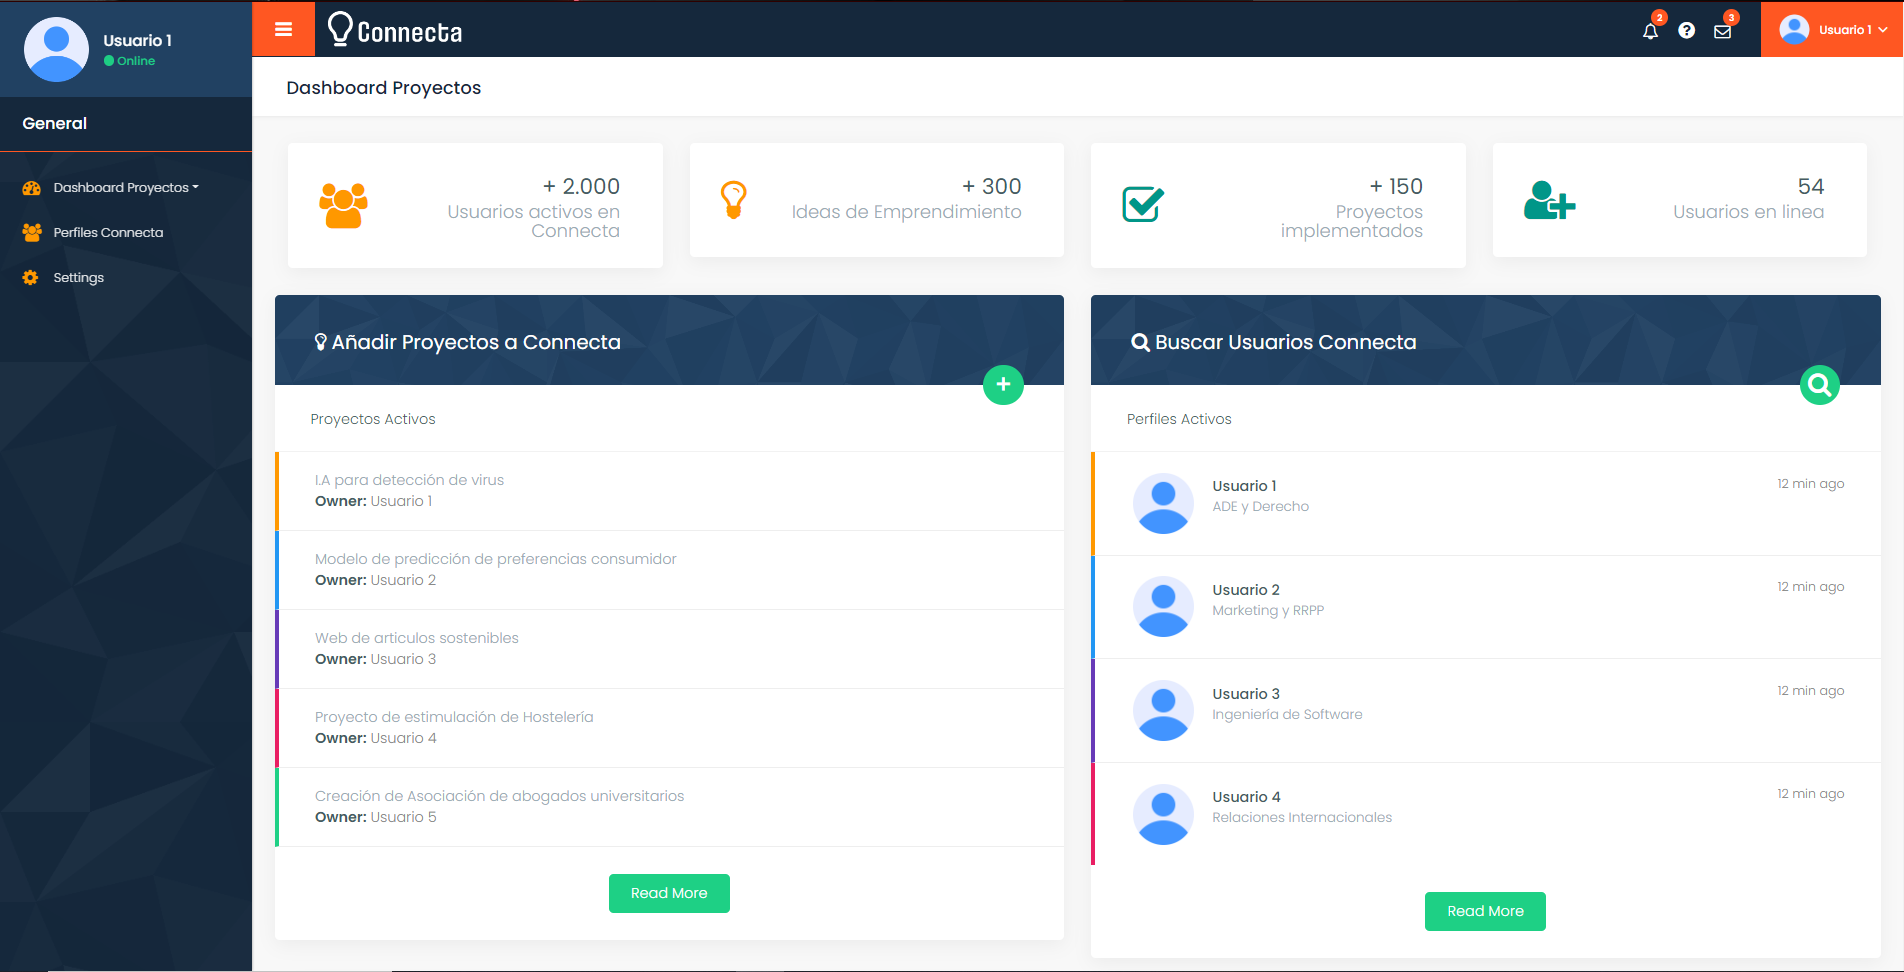 Usuario 1
Online
General
Dashboard Proyectos
Perfiles Connecta
Settings
Connecta
2
3
Usuario 1
Dashboard Proyectos
+ 2.000
Usuarios activos en
Connecta
+ 300
Ideas de Emprendimiento
+ 150
Proyectos
implementados
54
Usuarios en linea
Añadir Proyectos a Connecta
Proyectos Activos
I.A para detección de virus
Owner: Usuario 1
Modelo de predicción de preferencias consumidor
Owner: Usuario 2
Web de articulos sostenibles
Owner: Usuario 3
Proyecto de estimulación de Hostelería
Owner: Usuario 4
Creación de Asociación de abogados universitarios
Owner: Usuario 5
Read More
Buscar Usuarios Connecta
Perfiles Activos
Usuario 1
12 min ago
ADE y Derecho
Usuario 2
12 min ago
Marketing y RRPP
Usuario 3
12 min ago
Ingeniería de Software
Usuario 4
12 min ago
Relaciones Internacionales
Read More